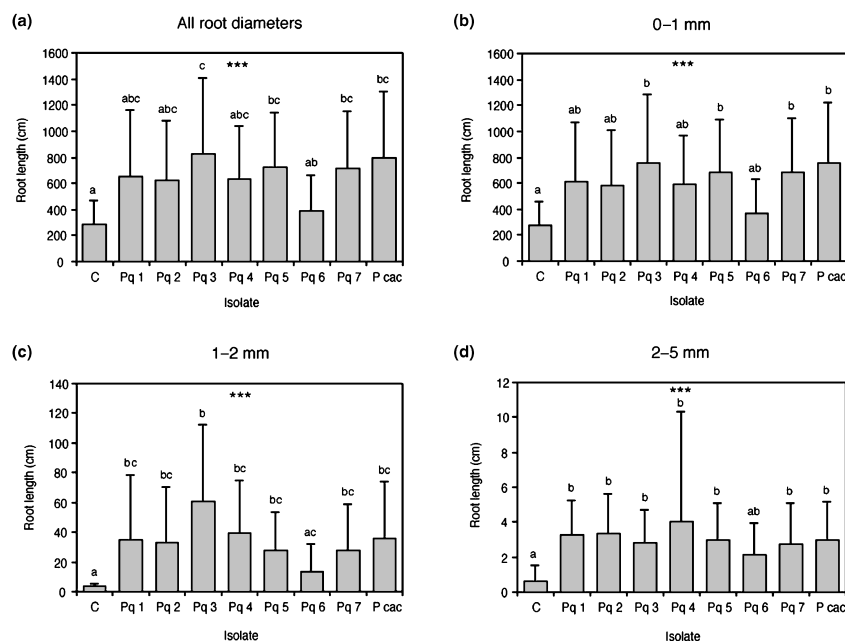 (a) All root diameters
Root length (cm)
1600
1400
1200
1000
800
600
400
200
0
***
a abc abc c abc bc ab bc bc
C Pq 1 Pq 2 Pq 3 Pq 4 Pq 5 Pq 6 Pq 7 P cac
Isolate
(b) 0–1 mm
Root length (cm)
1600
1400
1200
1000
800
600
400
200
0
***
a ab ab b ab b ab b b
C Pq 1 Pq 2 Pq 3 Pq 4 Pq 5 Pq 6 Pq 7 P cac
Isolate
(c) 1–2 mm
Root length (cm)
140
120
100
80
60
40
20
0
***
a bc bc b bc bc ac bc bc
C Pq 1 Pq 2 Pq 3 Pq 4 Pq 5 Pq 6 Pq 7 P cac
Isolate
(d) 2–5 mm
Root length (cm)
12
10
8
6
4
2
0
***
a b b b b b ab b b
C Pq 1 Pq 2 Pq 3 Pq 4 Pq 5 Pq 6 Pq 7 P cac
Isolate